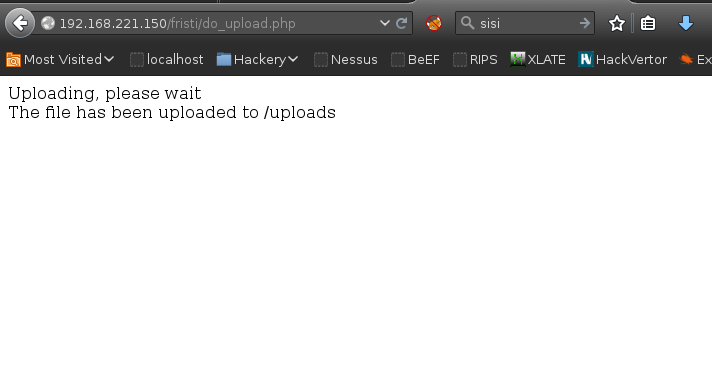 192.168.221.150/fristi/do_upload.php sisi
Most Visited localhost Hackery Nessus BeEF RIPS XLATE HackVertor Ex
Uploading, please wait
The file has been uploaded to /uploads